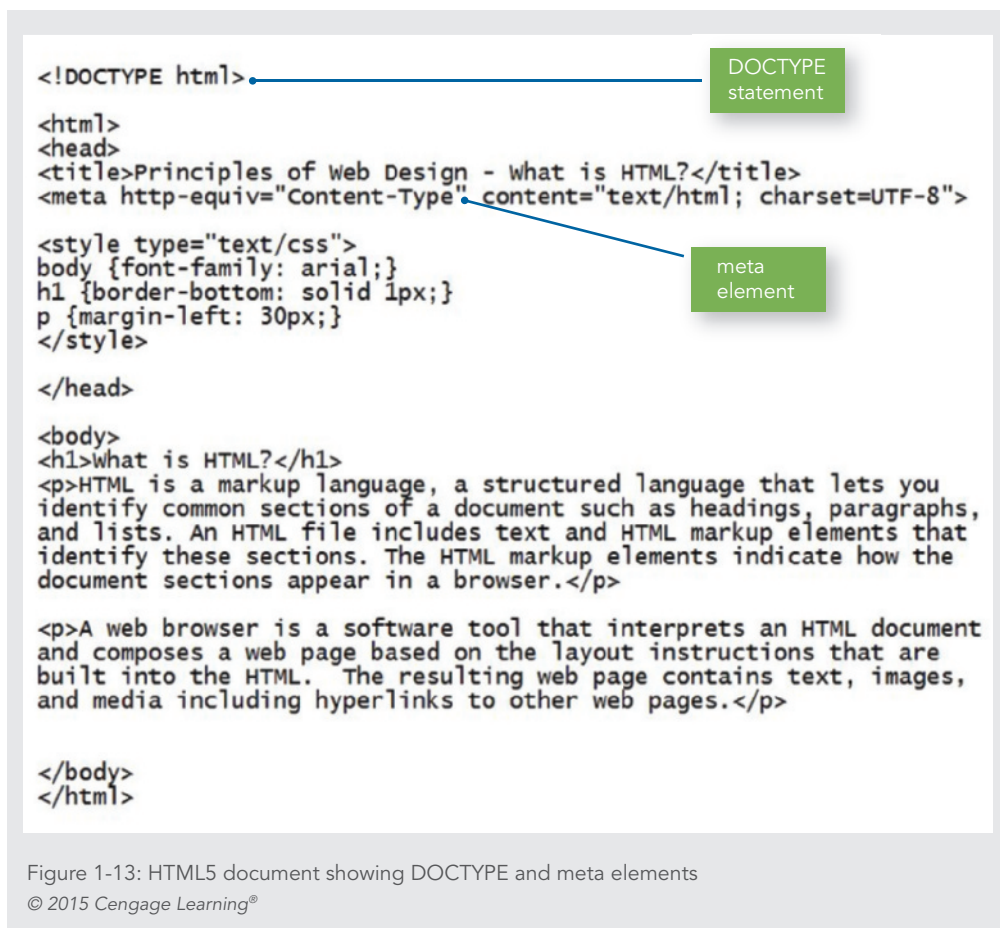 <!DOCTYPE html>
DOCTYPE
statement
<html>
<head>
<title>Principles of Web Design - What is HTML?</title>
<meta http-equiv="Content-Type" content="text/html; charset=UTF-8">
<style type="text/css">
body {font-family: arial;}
h1 {border-bottom: solid 1px;}
p {margin-left: 30px;}
</style>
meta
element
</head>
<body>
<h1>What is HTML?</h1>
<p>HTML is a markup language, a structured language that lets you
identify common sections of a document such as headings, paragraphs,
and lists. An HTML file includes text and HTML markup elements that
identify these sections. The HTML markup elements indicate how the
document sections appear in a browser.</p>
<p>A web browser is a software tool that interprets an HTML document
and composes a web page based on the layout instructions that are
built into the HTML.  The resulting web page contains text, images,
and media including hyperlinks to other web pages.</p>
</body>
</html>
Figure 1-13: HTML5 document showing DOCTYPE and meta elements
© 2015 Cengage Learning®